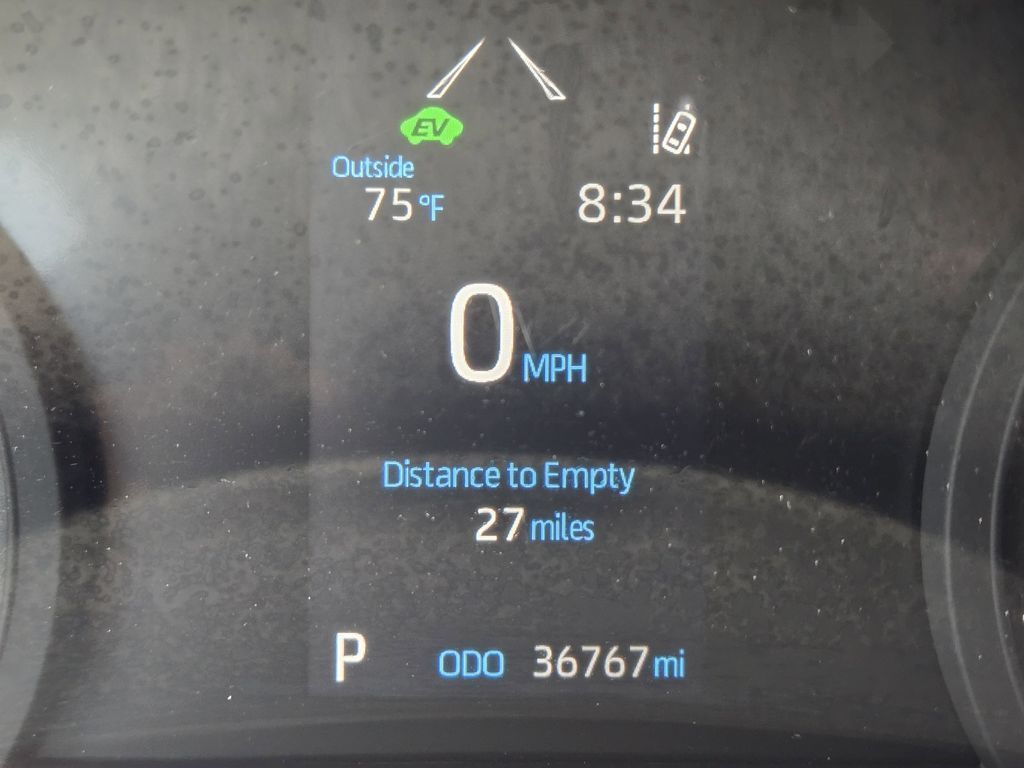 EV
Outside
75 °F 8:34
0 MPH
Distance to Empty
27 miles
P ODO 36767 mi